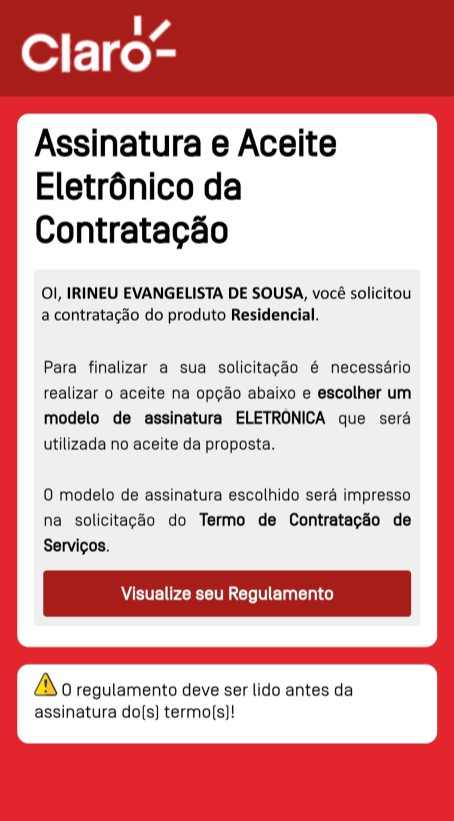 Claro
Assinatura e Aceite
Eletrônico da
Contratação
OI, IRINEU EVANGELISTA DE SOUSA, você solicitou
a contratação do produto Residencial.
Para finalizar a sua solicitação é necessário
realizar o aceite na opção abaixo e escolher um
modelo de assinatura ELETRÔNICA que será
utilizada no aceite da proposta.
O modelo de assinatura escolhido será impresso
na solicitação do Termo de Contratação de
Serviços.
Visualize seu Regulamento
O regulamento deve ser lido antes da
assinatura do(s) termo(s)!